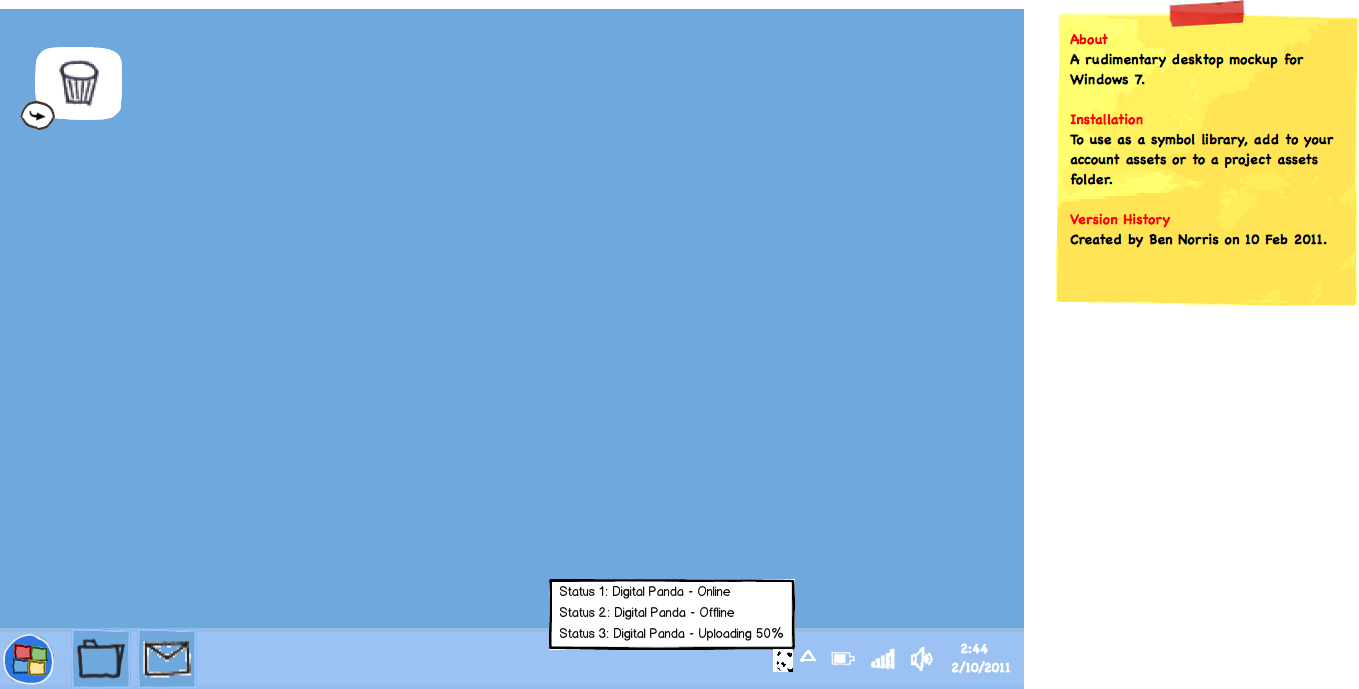 About
A rudimentary desktop mockup for
Windows 7.
Installation
To use as a symbol library, add to your
account assets or to a project assets
folder.
Version History
Created by Ben Norris on 10 Feb 2011.
Status 1: Digital Panda - Online
Status 2: Digital Panda - Offline
Status 3: Digital Panda - Uploading 50%
2:44
2/10/2011